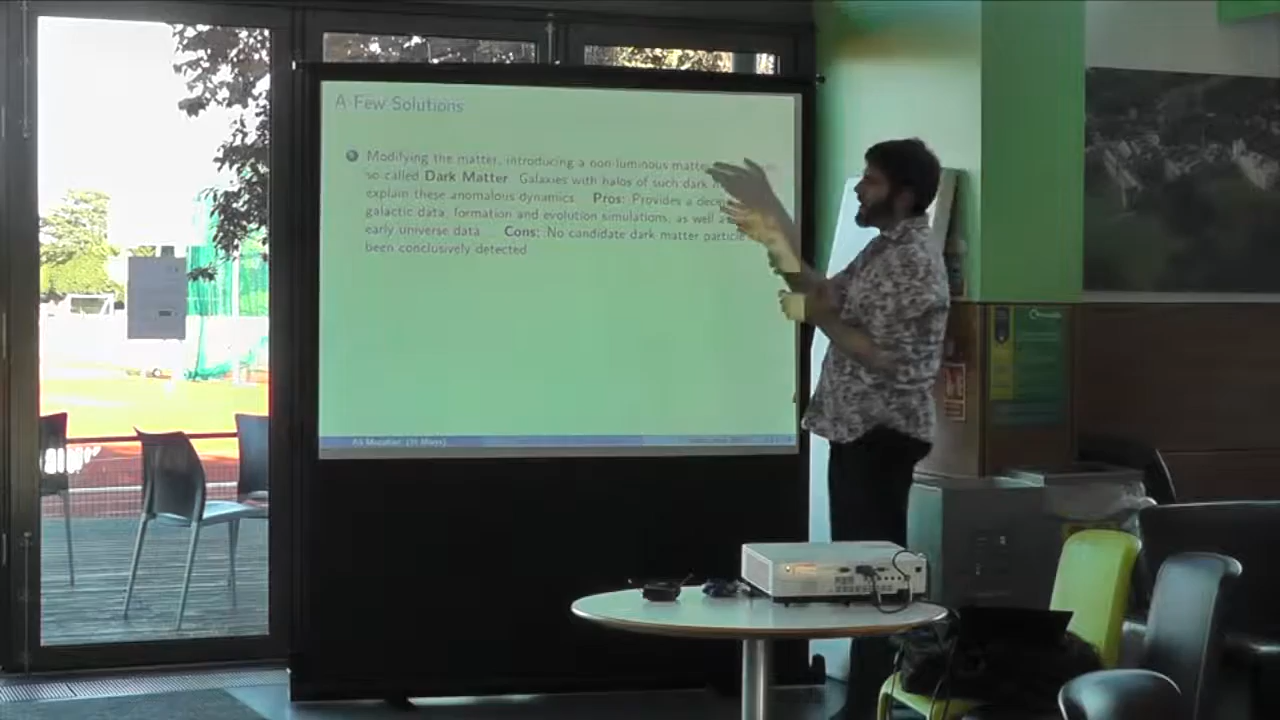 A Few Solutions
Modifying the matter, introducing a non-luminous matter
so called Dark Matter. Galaxies with halos of such dark
explain these anomalous dynamics. Pros: Provides a
galactic data, formation and evolution simulations, as well
early universe data. Cons: No candidate dark matter particle
been conclusively detected